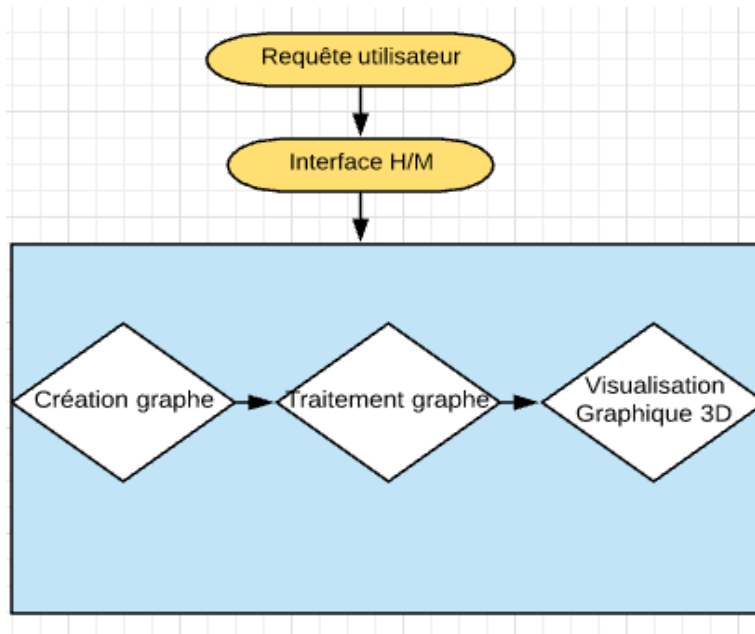 Requête utilisateur
Interface H/M
Création graphe
Traitement graphe
Visualisation
Graphique 3D